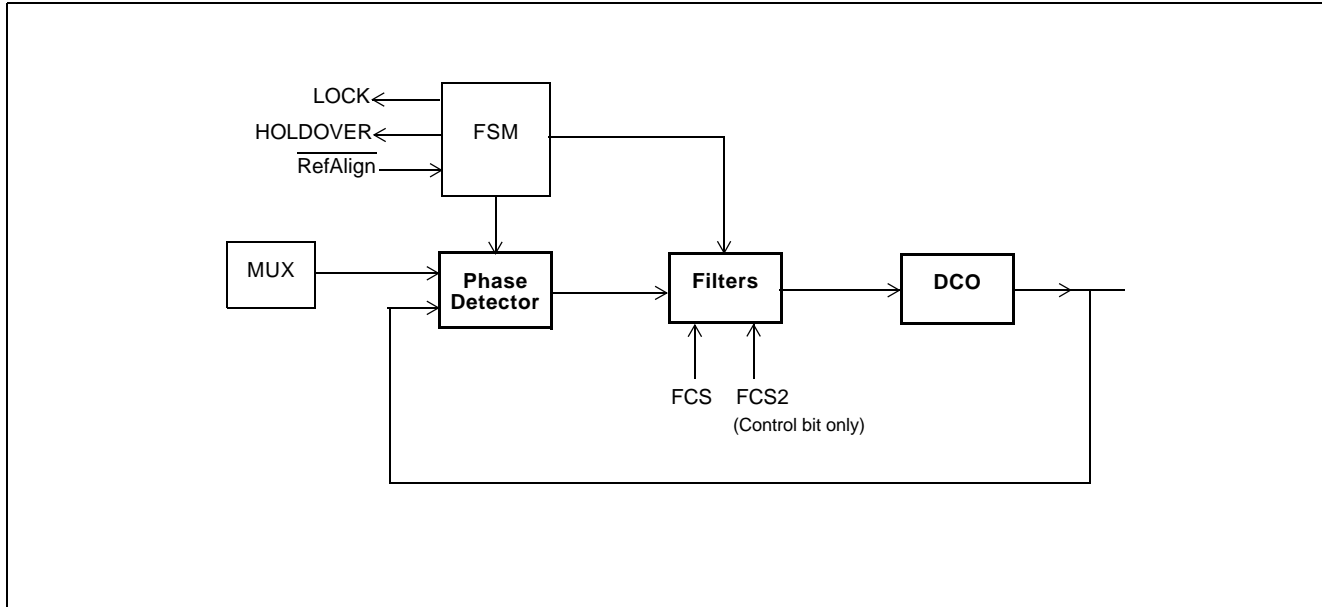 LOCK
HOLDOVER
RefAlign
FSM
MUX
Phase
Detector
Filters
DCO
FCS
FCS2
(Control bit only)